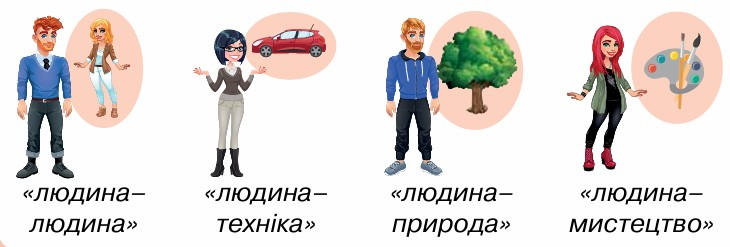 «людина–
людина»
«людина–
техніка»
«людина–
природа»
«людина–
мистецтво»